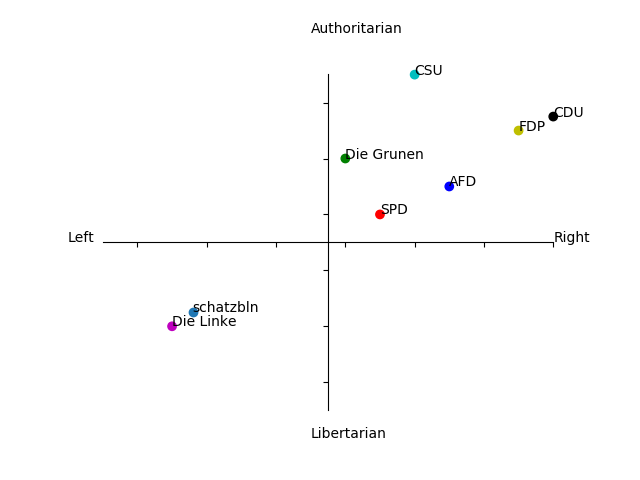 Authoritarian
CSU
CDU
FDP
Die Grunen
AFD
SPD
Left
Right
schatzbln
Die Linke
Libertarian